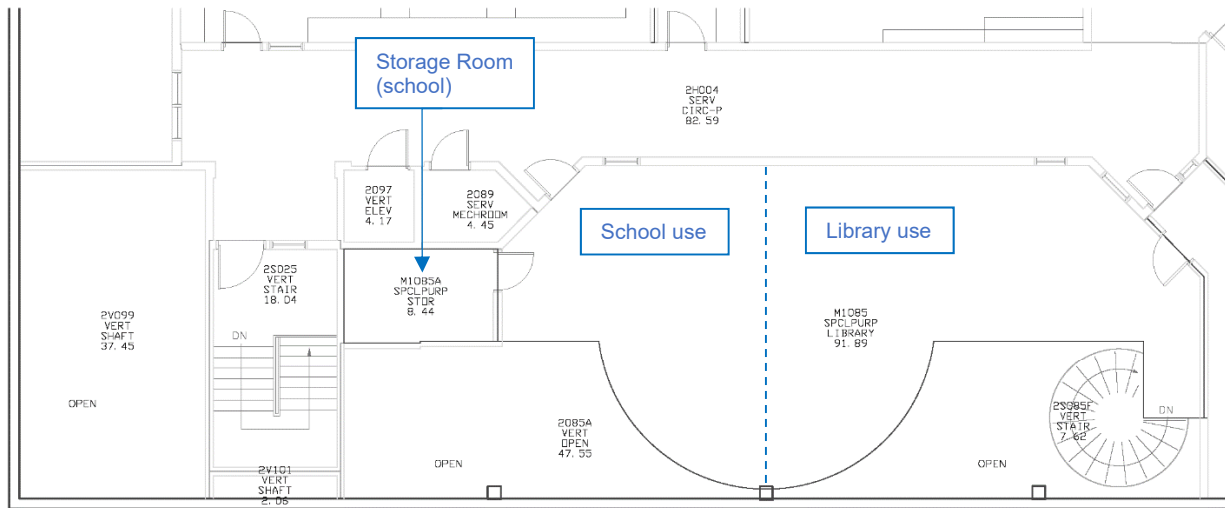 Storage Room
(school)
2H004
SERV
CIRC-P
82.59
2097
VERT
ELEV
4.17
2089
SERV
MECHROOM
4.45
School use
Library use
2S025
VERT
STAIR
18.04
DN
M1085A
SPCLPURP
STOR
8.44
M1085
SPCLPURP
LIBRARY
91.89
2V099
VERT
SHAFT
37.45
OPEN
2085A
VERT
OPEN
47.55
OPEN
OPEN
2S085F
VERT
STAIR
7.62
DN
2V101
VERT
SHAFT
2.06